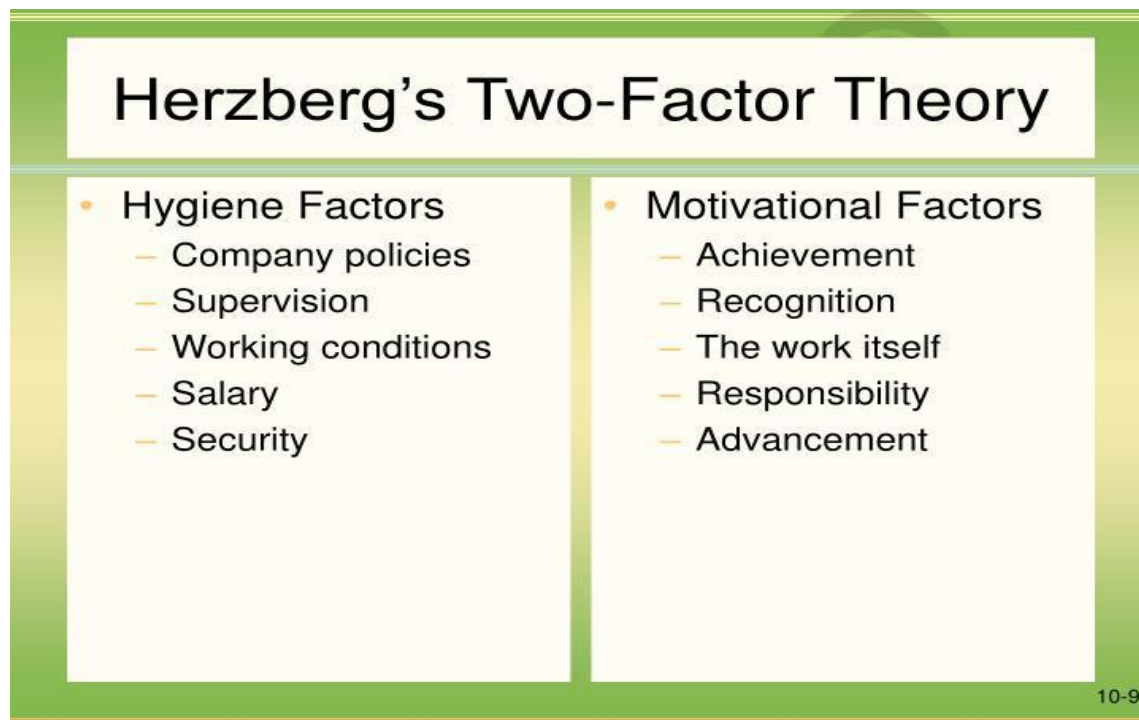 Herzberg's Two-Factor Theory
• Hygiene Factors
– Company policies
– Supervision
– Working conditions
– Salary
– Security
• Motivational Factors
– Achievement
– Recognition
– The work itself
– Responsibility
– Advancement
10-9